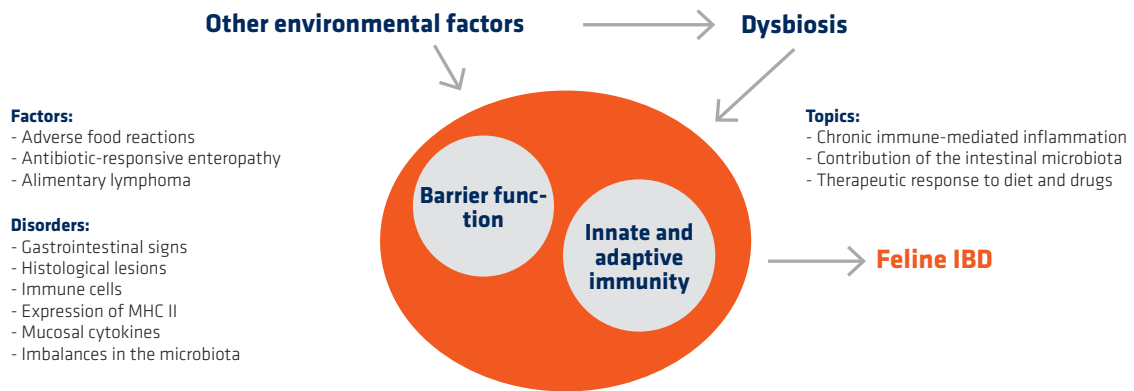 Other environmental factors
Dysbiosis
Factors:
- Adverse food reactions
- Antibiotic-responsive enteropathy
- Alimentary lymphoma
Disorders:
- Gastrointestinal signs
- Histological lesions
- Immune cells
- Expression of MHC II
- Mucosal cytokines
- Imbalances in the microbiota
Barrier func-
tion
Innate and
adaptive
immunity
Topics:
- Chronic immune-mediated inflammation
- Contribution of the intestinal microbiota
- Therapeutic response to diet and drugs
Feline IBD